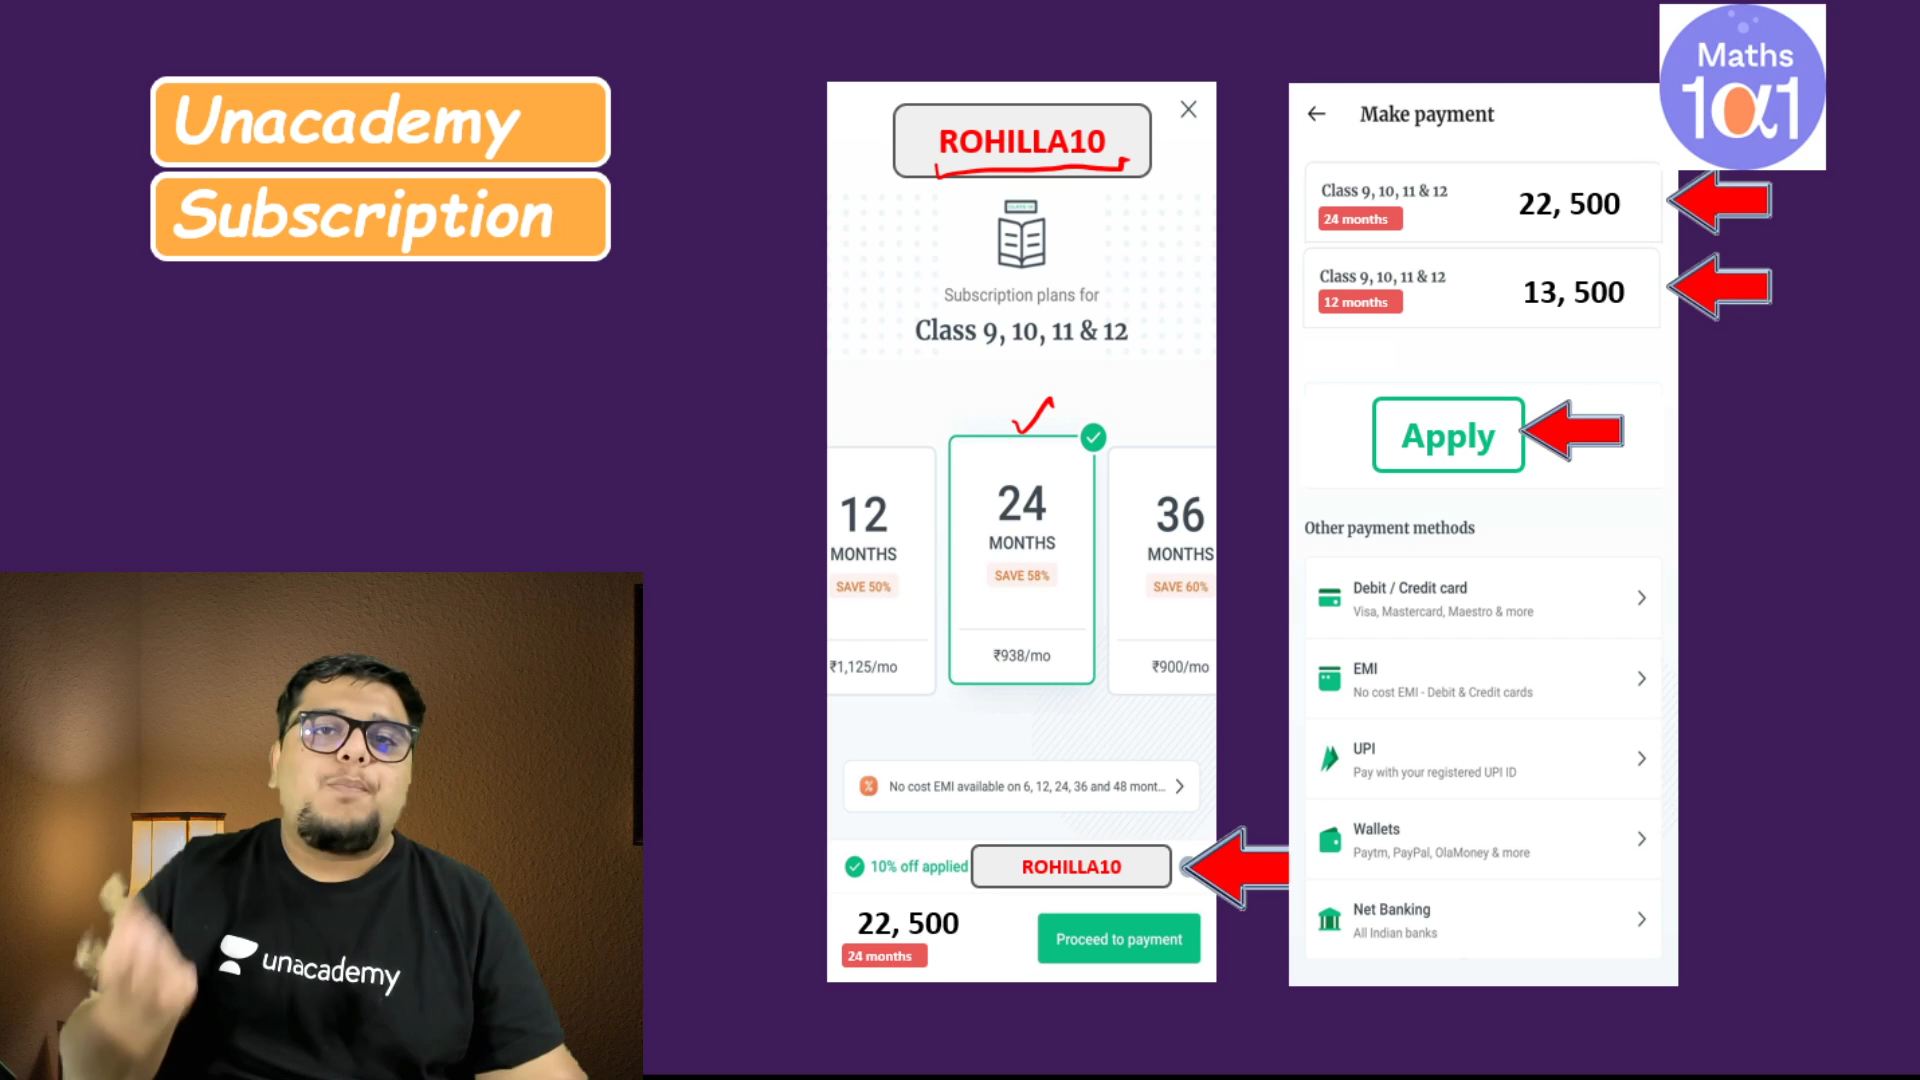 Unacademy
Subscription
ROHILLA10
Subscription plans for
Class 9, 10, 11 & 12
12
MONTHS
SAVE 50%
₹1,125/mo
24
MONTHS
SAVE 58%
₹938/mo
36
MONTHS
SAVE 60%
₹900/mo
No cost EMI available on 6, 12, 24, 36 and 48 mont...
10% off applied
ROHILLA10
22, 500
24 months
Proceed to payment
Maths
1α1
Make payment
Class 9, 10, 11 & 12
24 months
22, 500
Class 9, 10, 11 & 12
12 months
13, 500
Apply
Other payment methods
Debit / Credit card
Visa, Mastercard, Maestro & more
EMI
No cost EMI - Debit & Credit cards
UPI
Pay with your registered UPI ID
Wallets
Paytm, PayPal, OlaMoney & more
Net Banking
All Indian banks
unacademy